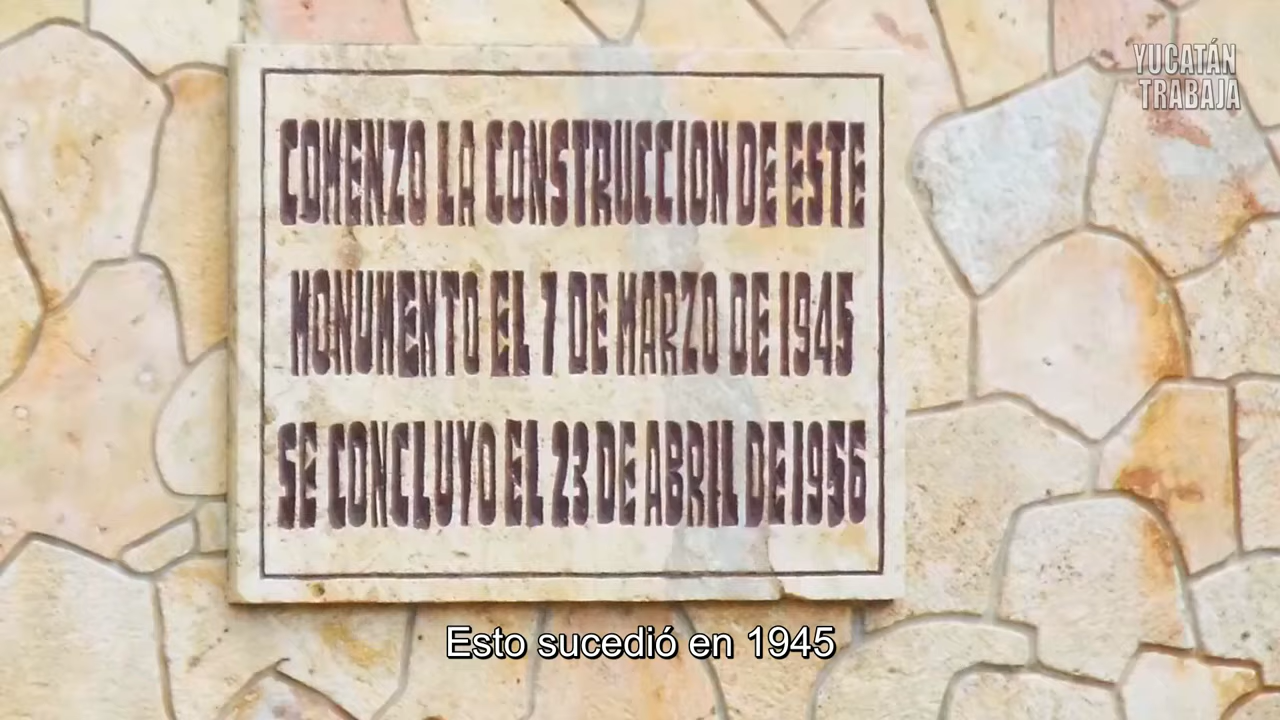 YUCATÁN
TRABAJA
COMENZO LA CONSTRUCCION DE ESTE
MONUMENTO EL 7 DE MARZO DE 1945
SE CONCLUYO EL 23 DE ABRIL DE 1956
Esto sucedió en 1945